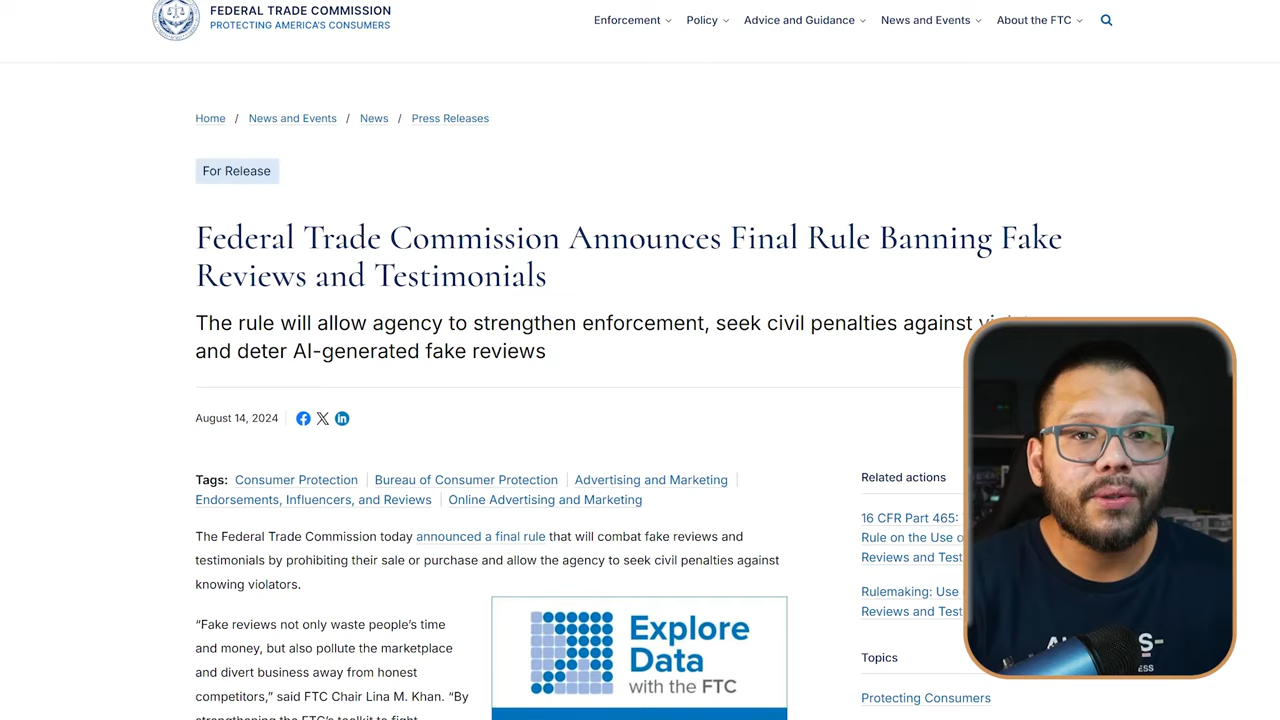 FEDERAL TRADE COMMISSION
PROTECTING AMERICA'S CONSUMERS
Enforcement
Policy
Advice and Guidance
News and Events
About the FTC
Home / News and Events / News / Press Releases
For Release
Federal Trade Commission Announces Final Rule Banning Fake
Reviews and Testimonials
The rule will allow agency to strengthen enforcement, seek civil penalties against
and deter AI-generated fake reviews
August 14, 2024
Tags: Consumer Protection | Bureau of Consumer Protection | Advertising and Marketing |
Endorsements, Influencers, and Reviews | Online Advertising and Marketing
The Federal Trade Commission today announced a final rule that will combat fake reviews and
testimonials by prohibiting their sale or purchase and allow the agency to seek civil penalties against
knowing violators.
“Fake reviews not only waste people’s time
and money, but also pollute the marketplace
and divert business away from honest
competitors,” said FTC Chair Lina M. Khan. “By
strengthening the FTC’s toolkit to fight
Explore
Data
with the FTC
Related actions
16 CFR Part 465:
Rule on the Use o
Reviews and Test
Rulemaking: Use
Reviews and Test
Topics
Protecting Consumers